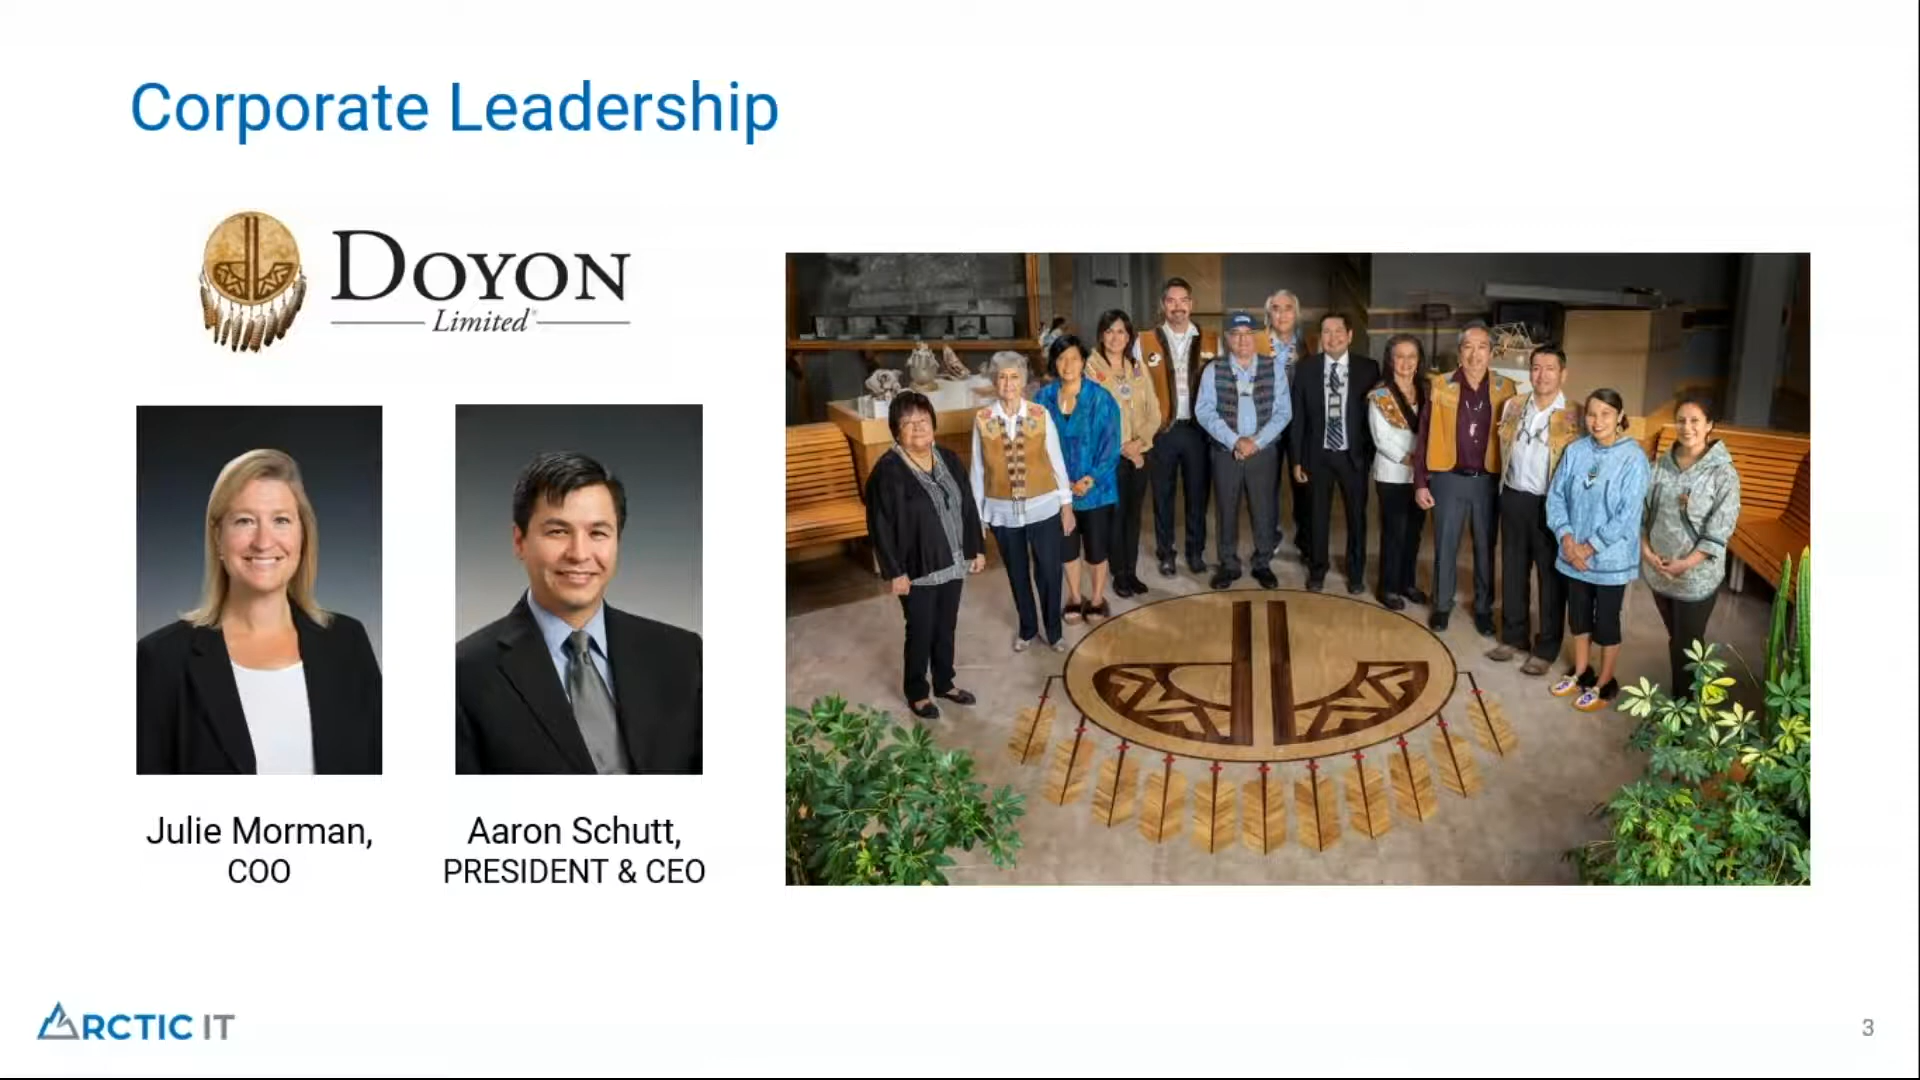 Corporate Leadership
DOYON
Limited
Julie Morman,
COO
Aaron Schutt,
PRESIDENT & CEO
ARCTIC IT
3